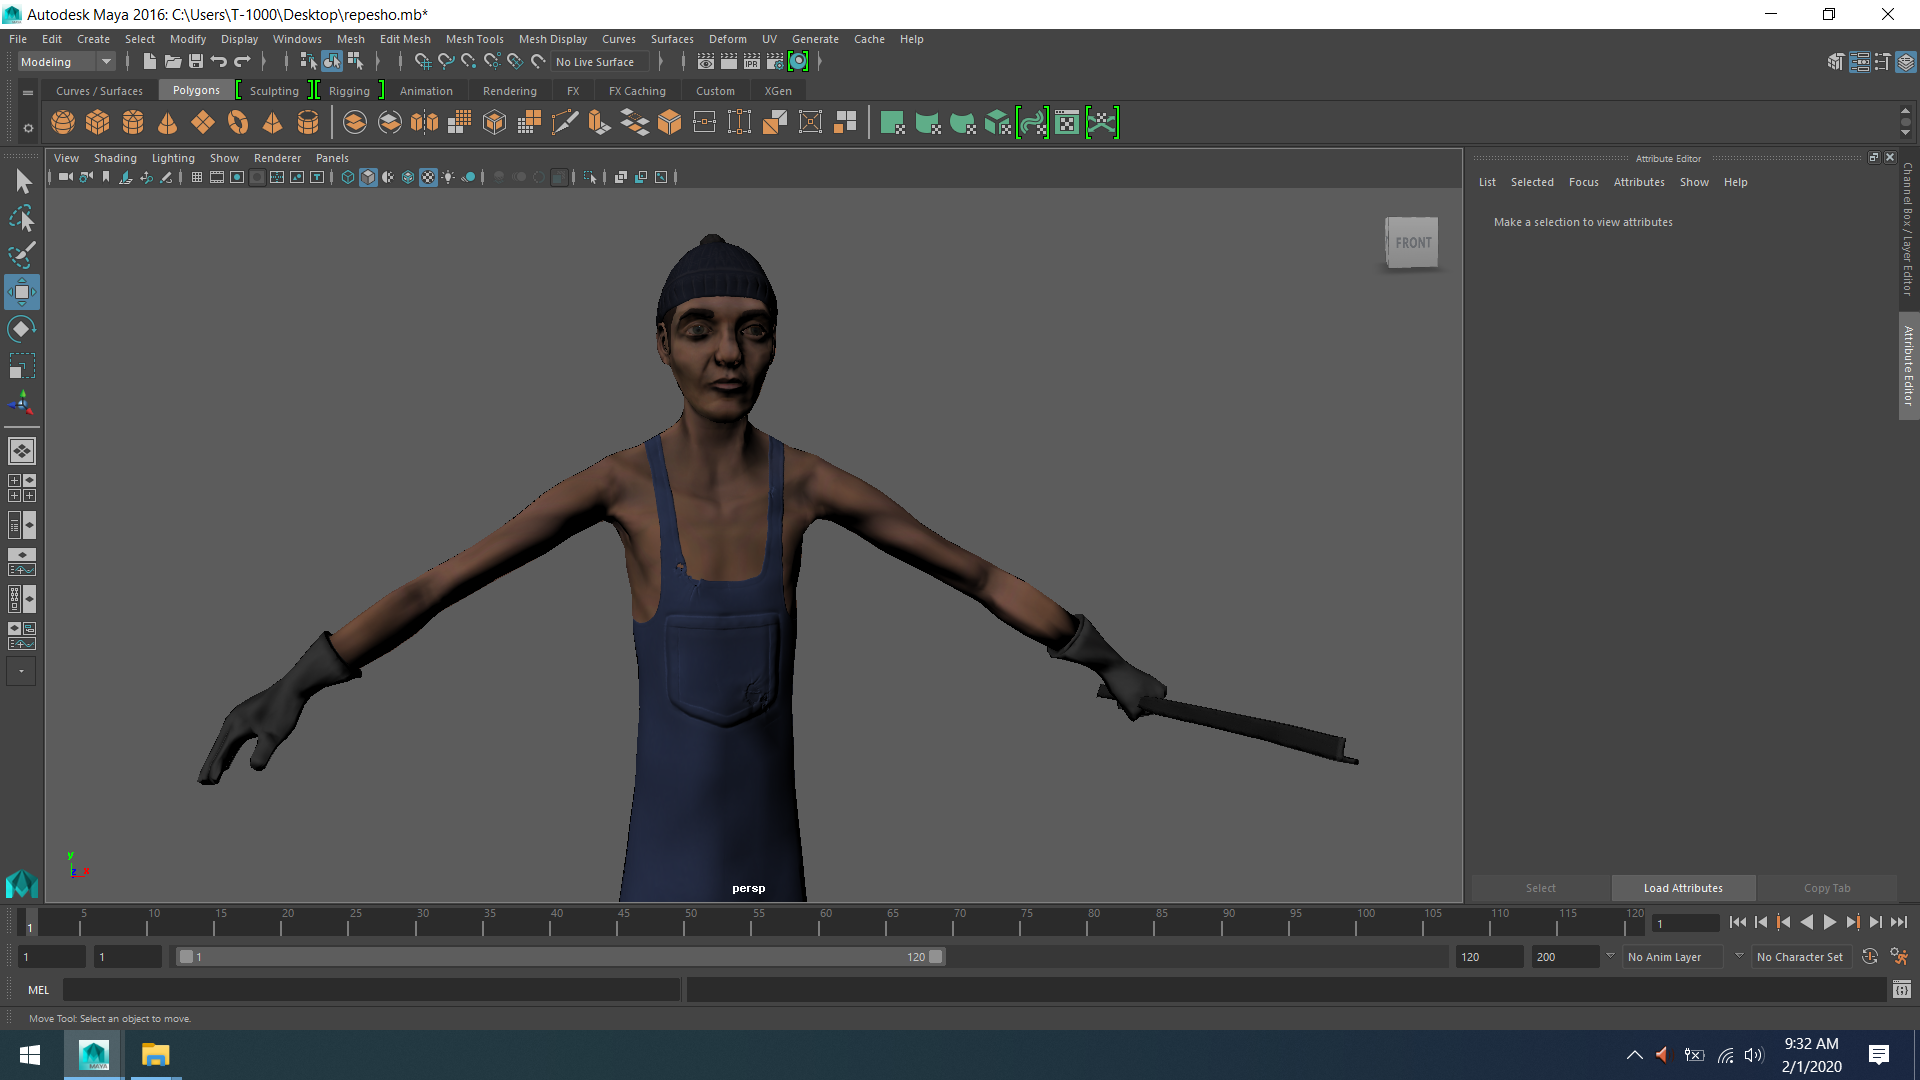 Autodesk Maya 2016: C:\Users\T-1000\Desktop\repesho.mb*
File Edit Create Select Modify Display Windows Mesh Edit Mesh Mesh Tools Mesh Display Curves Surfaces Deform UV Generate Cache Help
Modeling No Live Surface IPR
Curves / Surfaces Polygons Sculpting Rigging Animation Rendering FX FX Caching Custom XGen
View Shading Lighting Show Renderer Panels
Attribute Editor
List Selected Focus Attributes Show Help
Make a selection to view attributes
Channel Box / Layer Editor
Attribute Editor
FRONT
y
z x
persp
Select Load Attributes Copy Tab
1 5 10 15 20 25 30 35 40 45 50 55 60 65 70 75 80 85 90 95 100 105 110 115 120 1
1 1 1 120 120 200 No Anim Layer No Character Set
MEL
Move Tool: Select an object to move.
MAYA
9:32 AM
2/1/2020